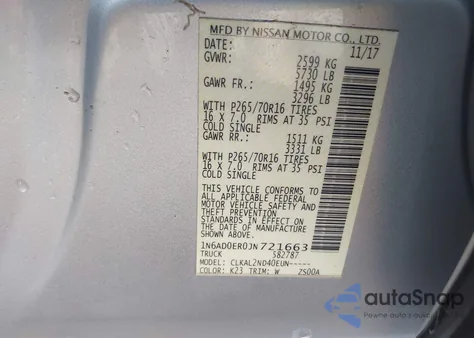 MFD BY NISSAN MOTOR CO., LTD.
DATE: 11/17
GVWR: 2599 KG
5730 LB
GAWR FR.: 1495 KG
3296 LB
WITH P265/70R16 TIRES
16 X 7.0 RIMS AT 35 PSI
COLD SINGLE
GAWR RR.: 1511 KG
3331 LB
WITH P265/70R16 TIRES
16 X 7.0 RIMS AT 35 PSI
COLD SINGLE
THIS VEHICLE CONFORMS TO
ALL APPLICABLE FEDERAL
MOTOR VEHICLE SAFETY
STANDARDS IN EFFECT ON
THE DATE OF MANUFACTURE
SHOWN ABOVE.
1N6AD0ER0JN721663
TRUCK 582787
MODEL: CLKAL2ND40EUN-----
COLOR: K23 TRIM: W ZS00A
autoSnap